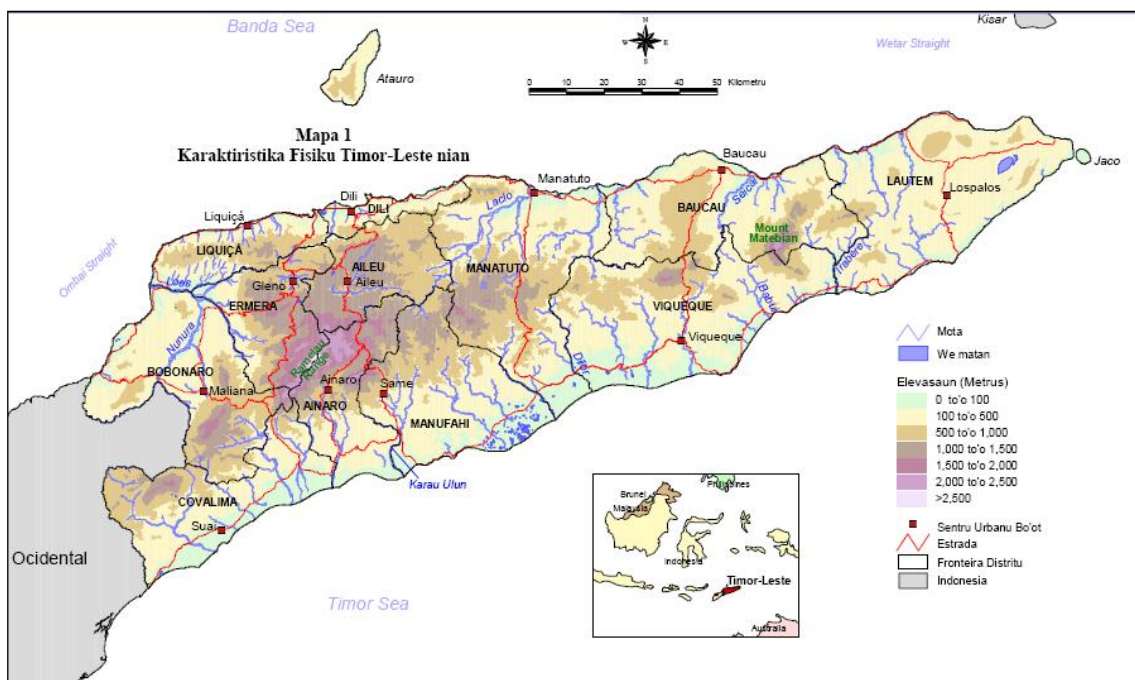 Banda Sea
Kisar
Wetar Straight
N
W E
S
Atauro
0 10 20 30 40 50 Kilometru
Mapa 1
Karaktiristika Fisiku Timor-Leste nian
Baucau
Jaco
Manatuto
Laclo
Seical
LAUTEM
Lospalos
Dili
DILI
BAUCAU
Liquiçá
LIQUIÇÁ
Mount
Matebian
Ombai Straight
AILEU
MANATUTO
Irabere
Loes
Gleno
Aileu
ERMERA
Babui
VIQUEQUE
Nunura
Viqueque
Ramelau
Range
Dilor
BOBONARO
Maliana
Ainaro
Same
AINARO
MANUFAHI
Karau Ulun
COVALIMA
Suai
Ocidental
Timor Sea
Mota
We matan
Elevasaun (Metrus)
0 to'o 100
100 to'o 500
500 to'o 1,000
1,000 to'o 1,500
1,500 to'o 2,000
2,000 to'o 2,500
>2,500
Sentru Urbanu Bo'ot
Estrada
Fronteira Distritu
Indonesia
Philippines
Brunei
Malaysia
Indonesia
Timor-Leste
Australia